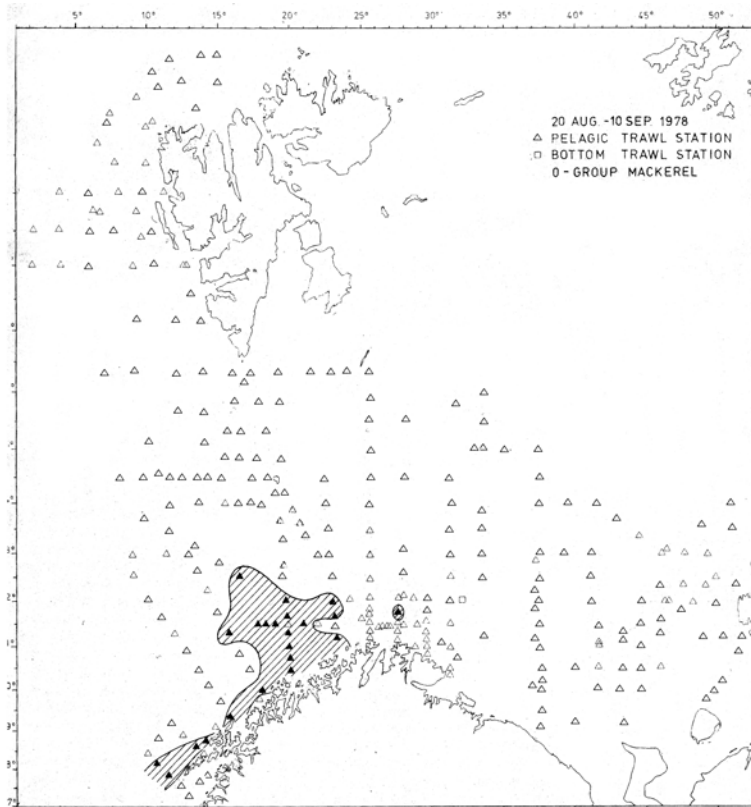 5° 10° 15° 20° 25° 30° 35° 40° 45° 50°
20 AUG. -10 SEP. 1978
△ PELAGIC TRAWL STATION
□ BOTTOM TRAWL STATION
0-GROUP MACKEREL